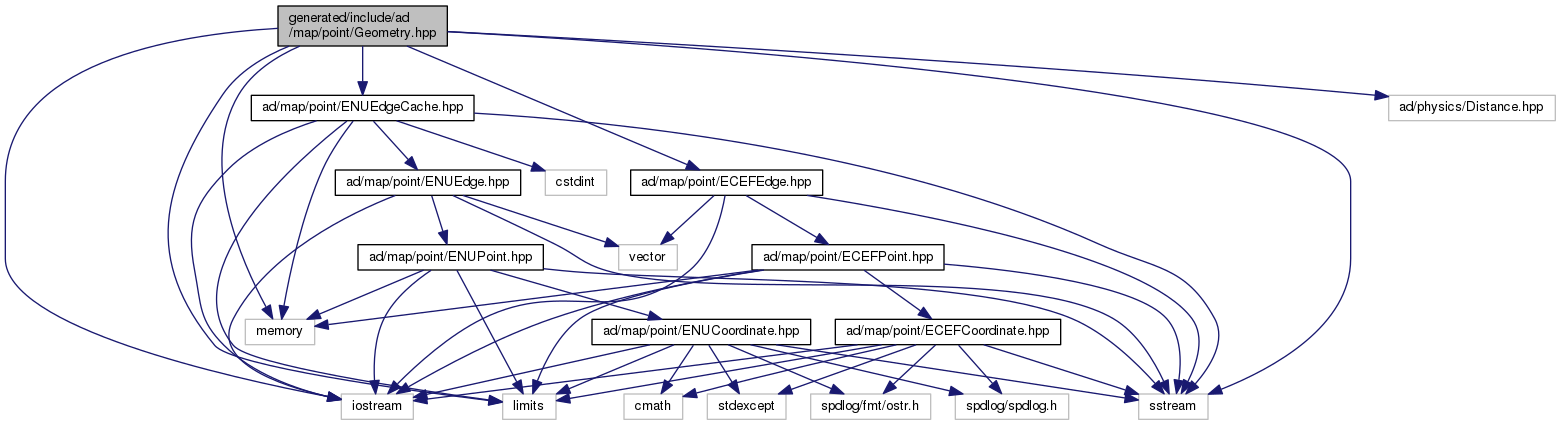 generated/include/ad
/map/point/Geometry.hpp
ad/map/point/ENUEdgeCache.hpp
ad/physics/Distance.hpp
ad/map/point/ENUEdge.hpp
cstdint
ad/map/point/ECEFEdge.hpp
ad/map/point/ENUPoint.hpp
vector
ad/map/point/ECEFPoint.hpp
memory
ad/map/point/ENUCoordinate.hpp
ad/map/point/ECEFCoordinate.hpp
iostream
limits
cmath
stdexcept
spdlog/fmt/ostr.h
spdlog/spdlog.h
sstream